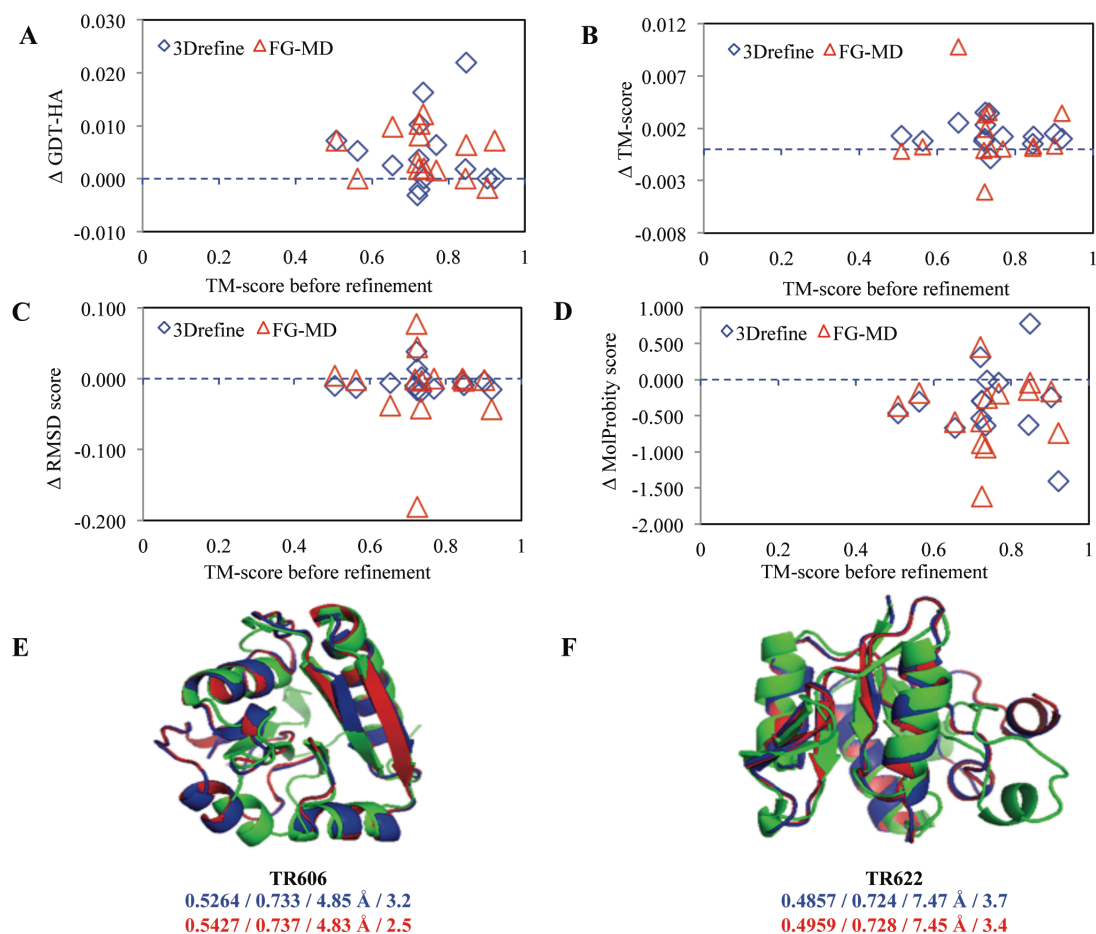 A
0.030
0.020
0.010
0.000
-0.010
Δ GDT-HA
3Drefine FG-MD
0 0.2 0.4 0.6 0.8 1
TM-score before refinement
B
0.012
0.007
0.002
-0.003
-0.008
Δ TM-score
3Drefine FG-MD
0 0.2 0.4 0.6 0.8 1
TM-score before refinement
C
0.100
0.000
-0.100
-0.200
Δ RMSD score
3Drefine FG-MD
0 0.2 0.4 0.6 0.8 1
TM-score before refinement
D
1.000
0.500
0.000
-0.500
-1.000
-1.500
-2.000
Δ MolProbity score
3Drefine FG-MD
0 0.2 0.4 0.6 0.8 1
TM-score before refinement
E
TR606
0.5264 / 0.733 / 4.85 Å / 3.2
0.5427 / 0.737 / 4.83 Å / 2.5
F
TR622
0.4857 / 0.724 / 7.47 Å / 3.7
0.4959 / 0.728 / 7.45 Å / 3.4